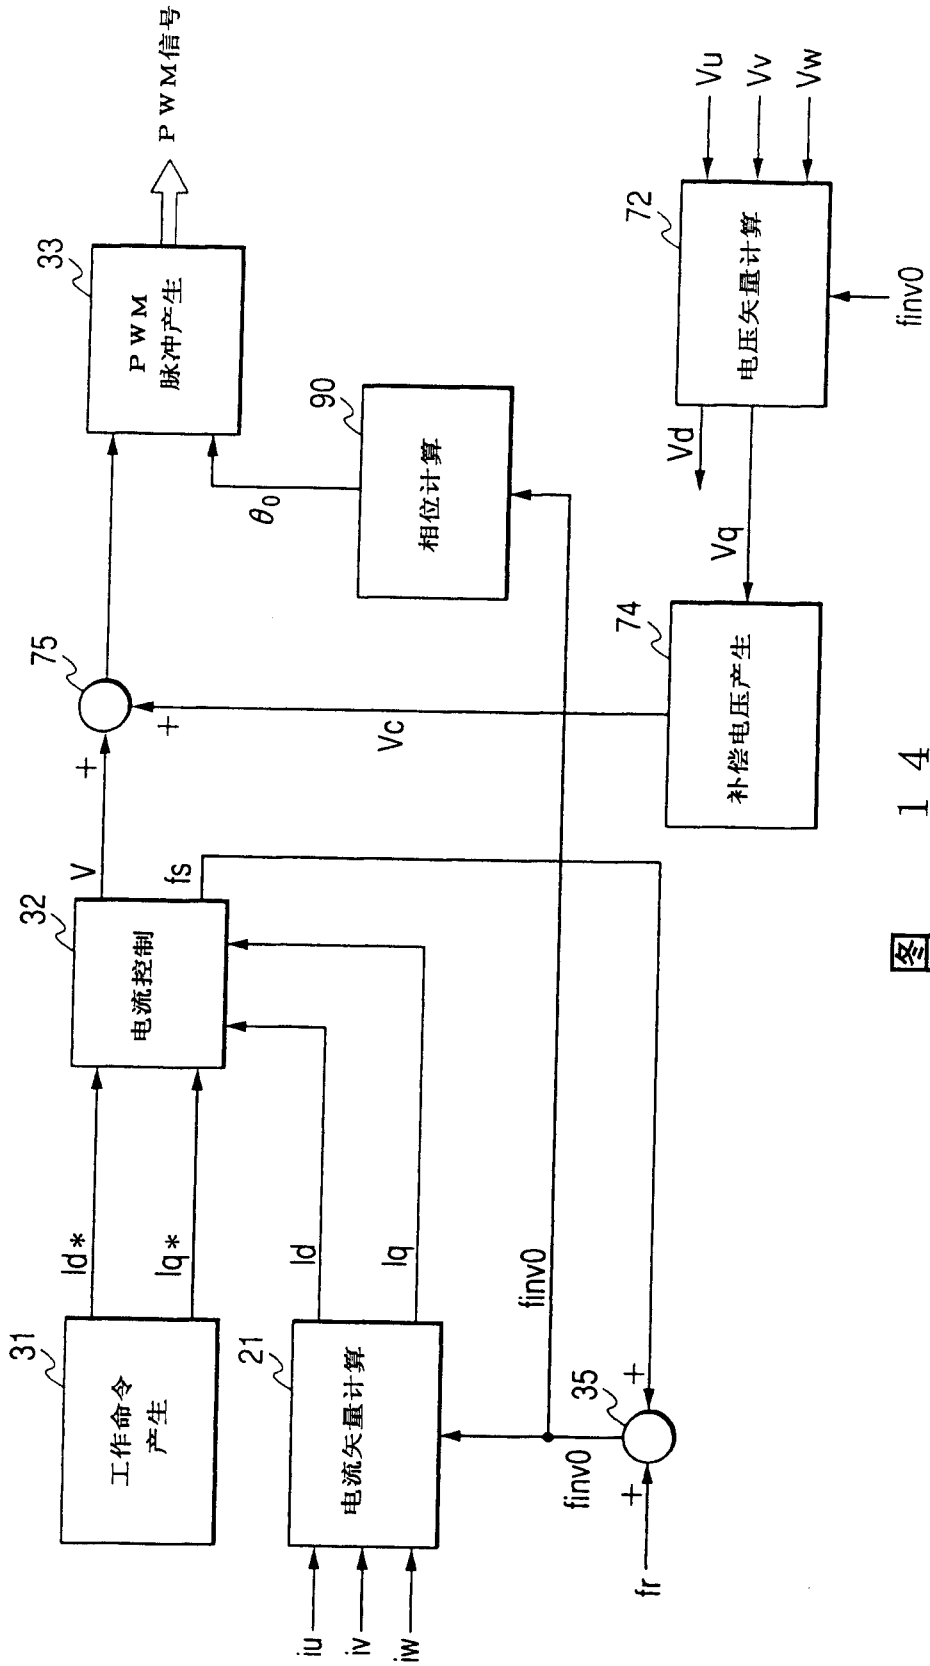 31
工作命令
产生
Id*
Iq*
32
电流控制
V
fs
+
75
+
Vc
33
PWM
脉冲产生
PWM信号
21
电流矢量计算
iu
iv
iw
Id
Iq
finv0
finv0
35
+
+
fr
90
相位计算
θ0
74
补偿电压产生
Vq
Vd
72
电压矢量计算
Vu
Vv
Vw
finv0
图 14